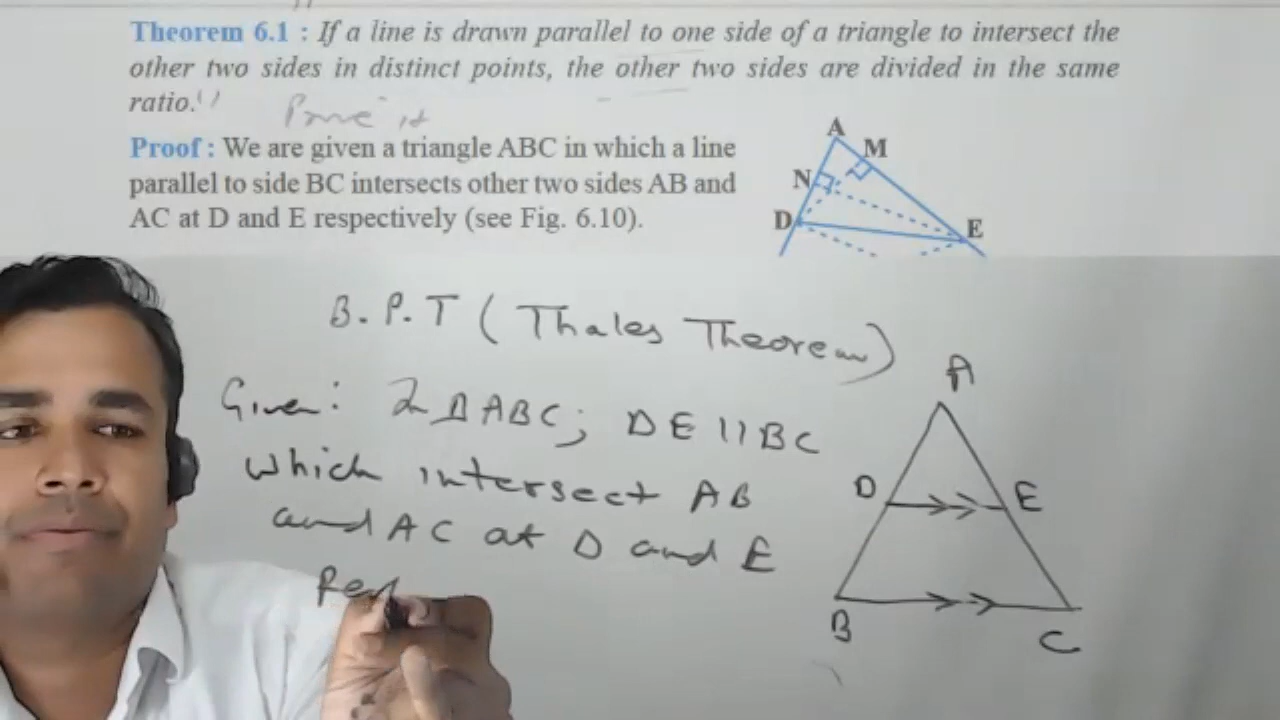 Theorem 6.1 : If a line is drawn parallel to one side of a triangle to intersect the
other two sides in distinct points, the other two sides are divided in the same
ratio.
Prove it
Proof : We are given a triangle ABC in which a line
parallel to side BC intersects other two sides AB and
AC at D and E respectively (see Fig. 6.10).
A
M
N
D
E
B.P.T (Thales Theorem)
Given: In ΔABC; DE || BC
which intersect AB
and AC at D and E
Res
A
D
E
B
C